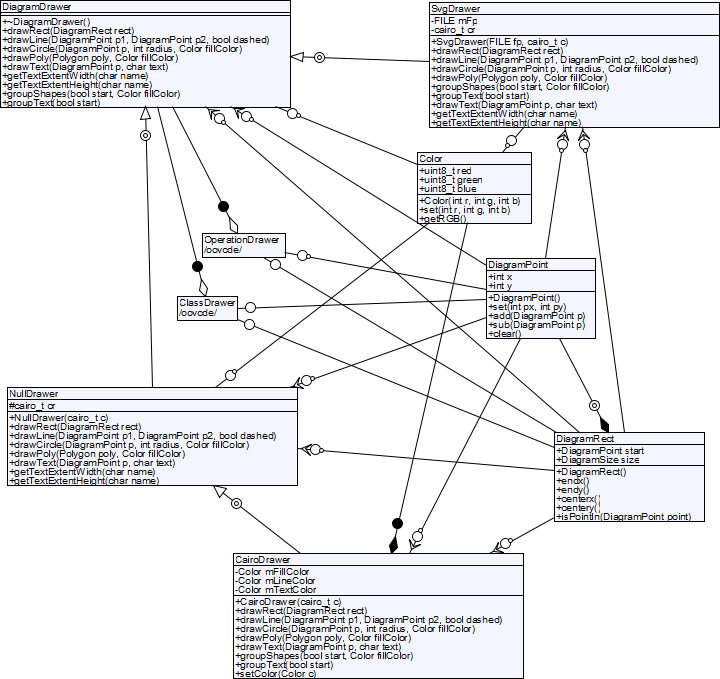 DiagramDrawer
+~DiagramDrawer()
+drawRect(DiagramRect rect)
+drawLine(DiagramPoint p1, DiagramPoint p2, bool dashed)
+drawCircle(DiagramPoint p, int radius, Color fillColor)
+drawPoly(Polygon poly, Color fillColor)
+drawText(DiagramPoint p, char text)
+getTextExtentWidth(char name)
+getTextExtentHeight(char name)
+groupShapes(bool start, Color fillColor)
+groupText(bool start)
SvgDrawer
-FILE mFp
-cairo_t cr
+SvgDrawer(FILE fp, cairo_t c)
+drawRect(DiagramRect rect)
+drawLine(DiagramPoint p1, DiagramPoint p2, bool dashed)
+drawCircle(DiagramPoint p, int radius, Color fillColor)
+drawPoly(Polygon poly, Color fillColor)
+groupShapes(bool start, Color fillColor)
+groupText(bool start)
+drawText(DiagramPoint p, char text)
+getTextExtentWidth(char name)
+getTextExtentHeight(char name)
Color
+uint8_t red
+uint8_t green
+uint8_t blue
+Color(int r, int g, int b)
+set(int r, int g, int b)
+getRGB()
OperationDrawer
/oovcde/
DiagramPoint
+int x
+int y
+DiagramPoint()
+set(int px, int py)
+add(DiagramPoint p)
+sub(DiagramPoint p)
+clear()
ClassDrawer
/oovcde/
NullDrawer
#cairo_t cr
+NullDrawer(cairo_t c)
+drawRect(DiagramRect rect)
+drawLine(DiagramPoint p1, DiagramPoint p2, bool dashed)
+drawCircle(DiagramPoint p, int radius, Color fillColor)
+drawPoly(Polygon poly, Color fillColor)
+drawText(DiagramPoint p, char text)
+getTextExtentWidth(char name)
+getTextExtentHeight(char name)
DiagramRect
+DiagramPoint start
+DiagramSize size
+DiagramRect()
+endx()
+endy()
+centerx()
+centery()
+isPointIn(DiagramPoint point)
CairoDrawer
-Color mFillColor
-Color mLineColor
-Color mTextColor
+CairoDrawer(cairo_t c)
+drawRect(DiagramRect rect)
+drawLine(DiagramPoint p1, DiagramPoint p2, bool dashed)
+drawCircle(DiagramPoint p, int radius, Color fillColor)
+drawPoly(Polygon poly, Color fillColor)
+drawText(DiagramPoint p, char text)
+groupShapes(bool start, Color fillColor)
+groupText(bool start)
+setColor(Color c)